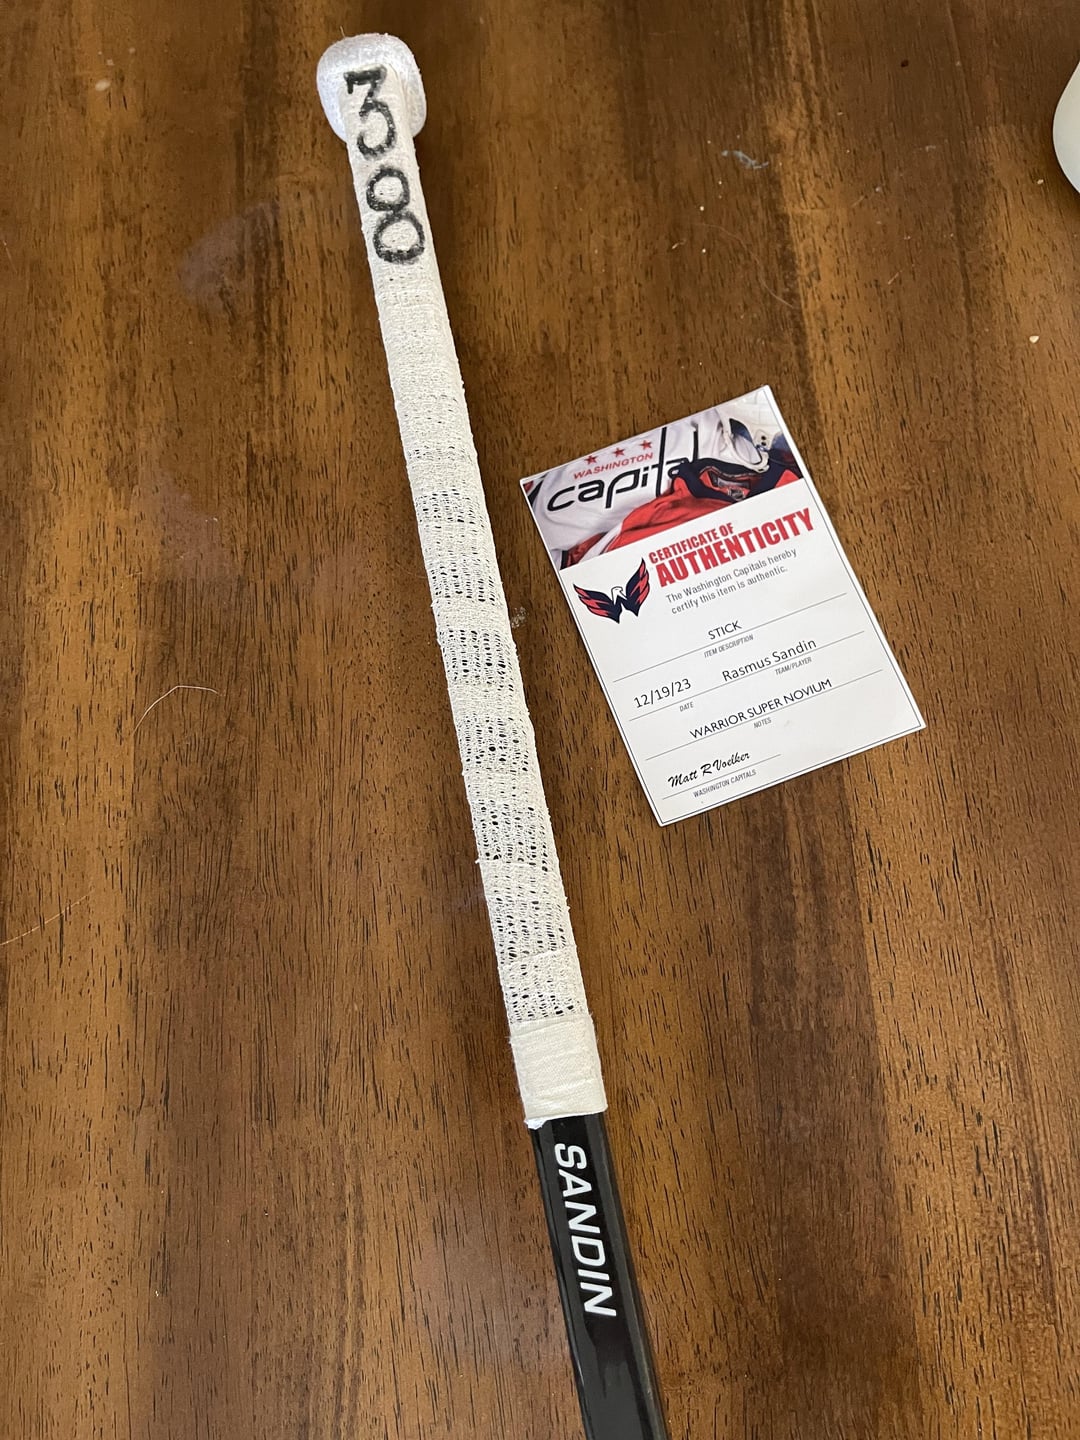 38
WASHINGTON
capitals
CERTIFICATE OF
AUTHENTICITY
The Washington Capitals hereby
certify this item is authentic.
STICK
ITEM DESCRIPTION
12/19/23 Rasmus Sandin
DATE TEAM/PLAYER
WARRIOR SUPER NOVIUM
NOTES
Matt R Voelker
WASHINGTON CAPITALS
SANDIN